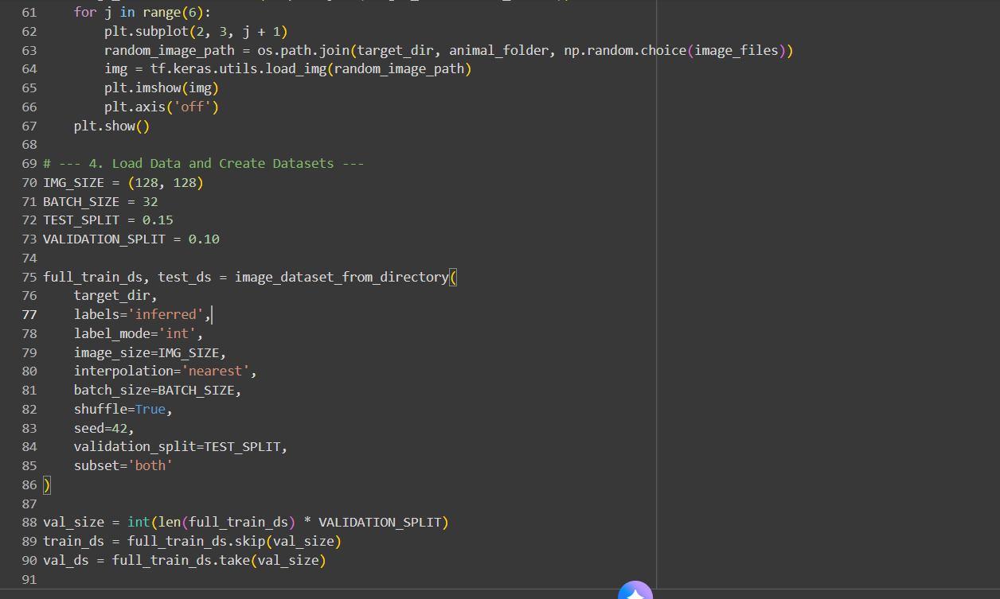 61 for j in range(6):
62 plt.subplot(2, 3, j + 1)
63 random_image_path = os.path.join(target_dir, animal_folder, np.random.choice(image_files))
64 img = tf.keras.utils.load_img(random_image_path)
65 plt.imshow(img)
66 plt.axis('off')
67 plt.show()
68
69 # --- 4. Load Data and Create Datasets ---
70 IMG_SIZE = (128, 128)
71 BATCH_SIZE = 32
72 TEST_SPLIT = 0.15
73 VALIDATION_SPLIT = 0.10
74
75 full_train_ds, test_ds = image_dataset_from_directory(
76 target_dir,
77 labels='inferred',
78 label_mode='int',
79 image_size=IMG_SIZE,
80 interpolation='nearest',
81 batch_size=BATCH_SIZE,
82 shuffle=True,
83 seed=42,
84 validation_split=TEST_SPLIT,
85 subset='both'
86 )
87
88 val_size = int(len(full_train_ds) * VALIDATION_SPLIT)
89 train_ds = full_train_ds.skip(val_size)
90 val_ds = full_train_ds.take(val_size)
91